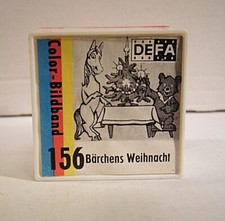 Color-Bildband
DEFA
156 Bärchens Weihnacht